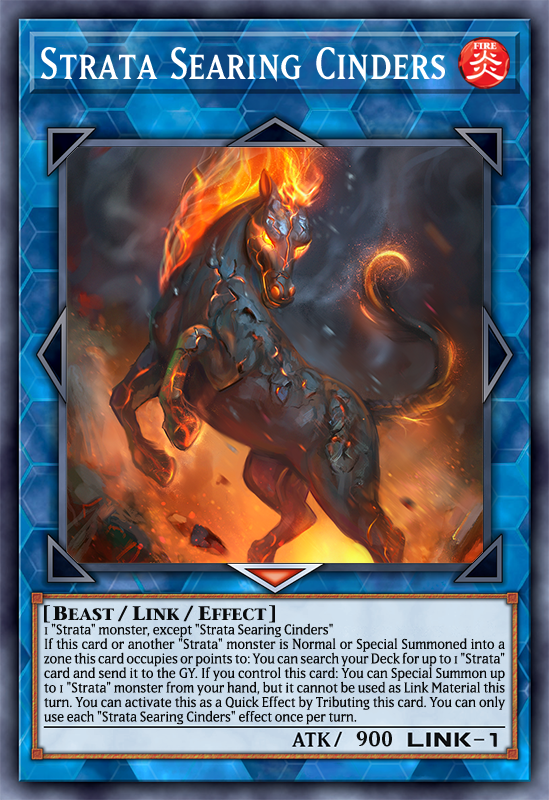 Strata Searing Cinders
FIRE
炎
[ Beast / Link / Effect ]
1 "Strata" monster, except "Strata Searing Cinders"
If this card or another "Strata" monster is Normal or Special Summoned into a
zone this card occupies or points to: You can search your Deck for up to 1 "Strata"
card and send it to the GY. If you control this card: You can Special Summon up
to 1 "Strata" monster from your hand, but it cannot be used as Link Material this
turn. You can activate this as a Quick Effect by Tributing this card. You can only
use each "Strata Searing Cinders" effect once per turn.
ATK/ 900 LINK-1